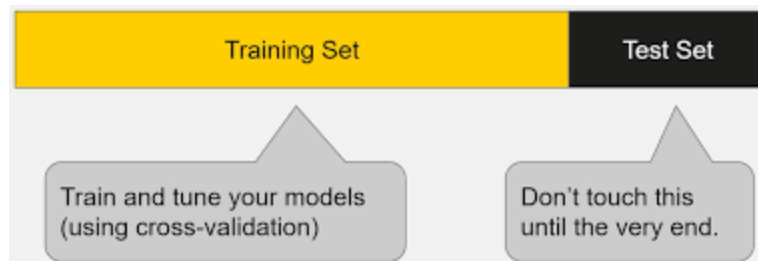 Training Set
Test Set
Train and tune your models
(using cross-validation)
Don't touch this
until the very end.